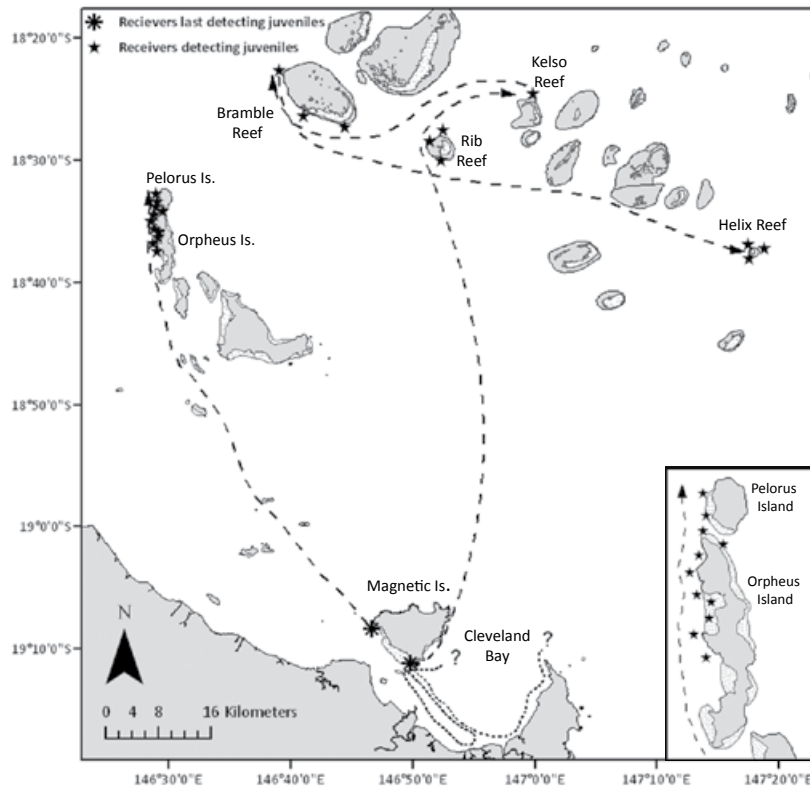 Recievers last detecting juveniles
Receivers detecting juveniles
18°20'0"S
18°30'0"S
18°40'0"S
18°50'0"S
19°0'0"S
19°10'0"S
Kelso
Reef
Bramble
Reef
Rib
Reef
Pelorus Is.
Orpheus Is.
Helix Reef
Magnetic Is.
Cleveland
Bay
?
?
N
0 4 8 16 Kilometers
Pelorus
Island
Orpheus
Island
146°30'0"E 146°40'0"E 146°50'0"E 147°0'0"E 147°10'0"E 147°20'0"E